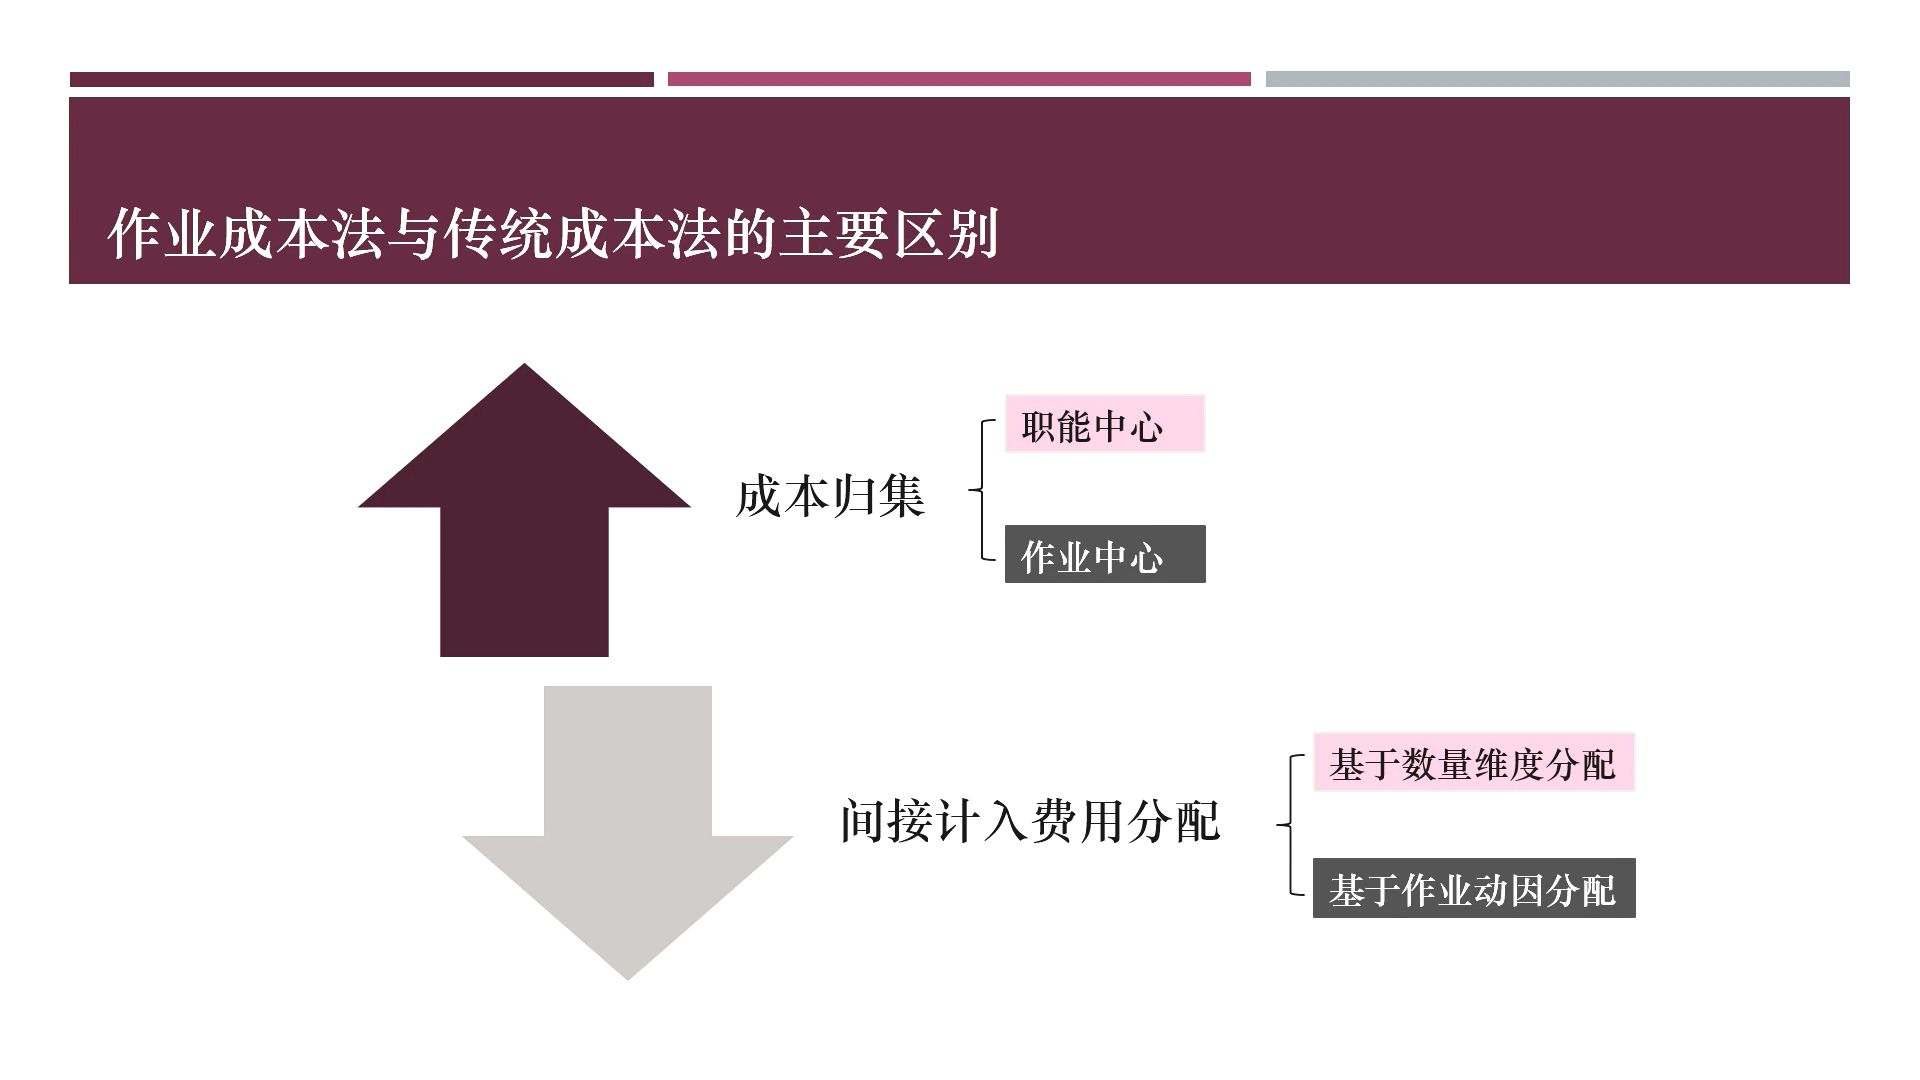 作业成本法与传统成本法的主要区别
职能中心
成本归集
作业中心
基于数量维度分配
间接计入费用分配
基于作业动因分配